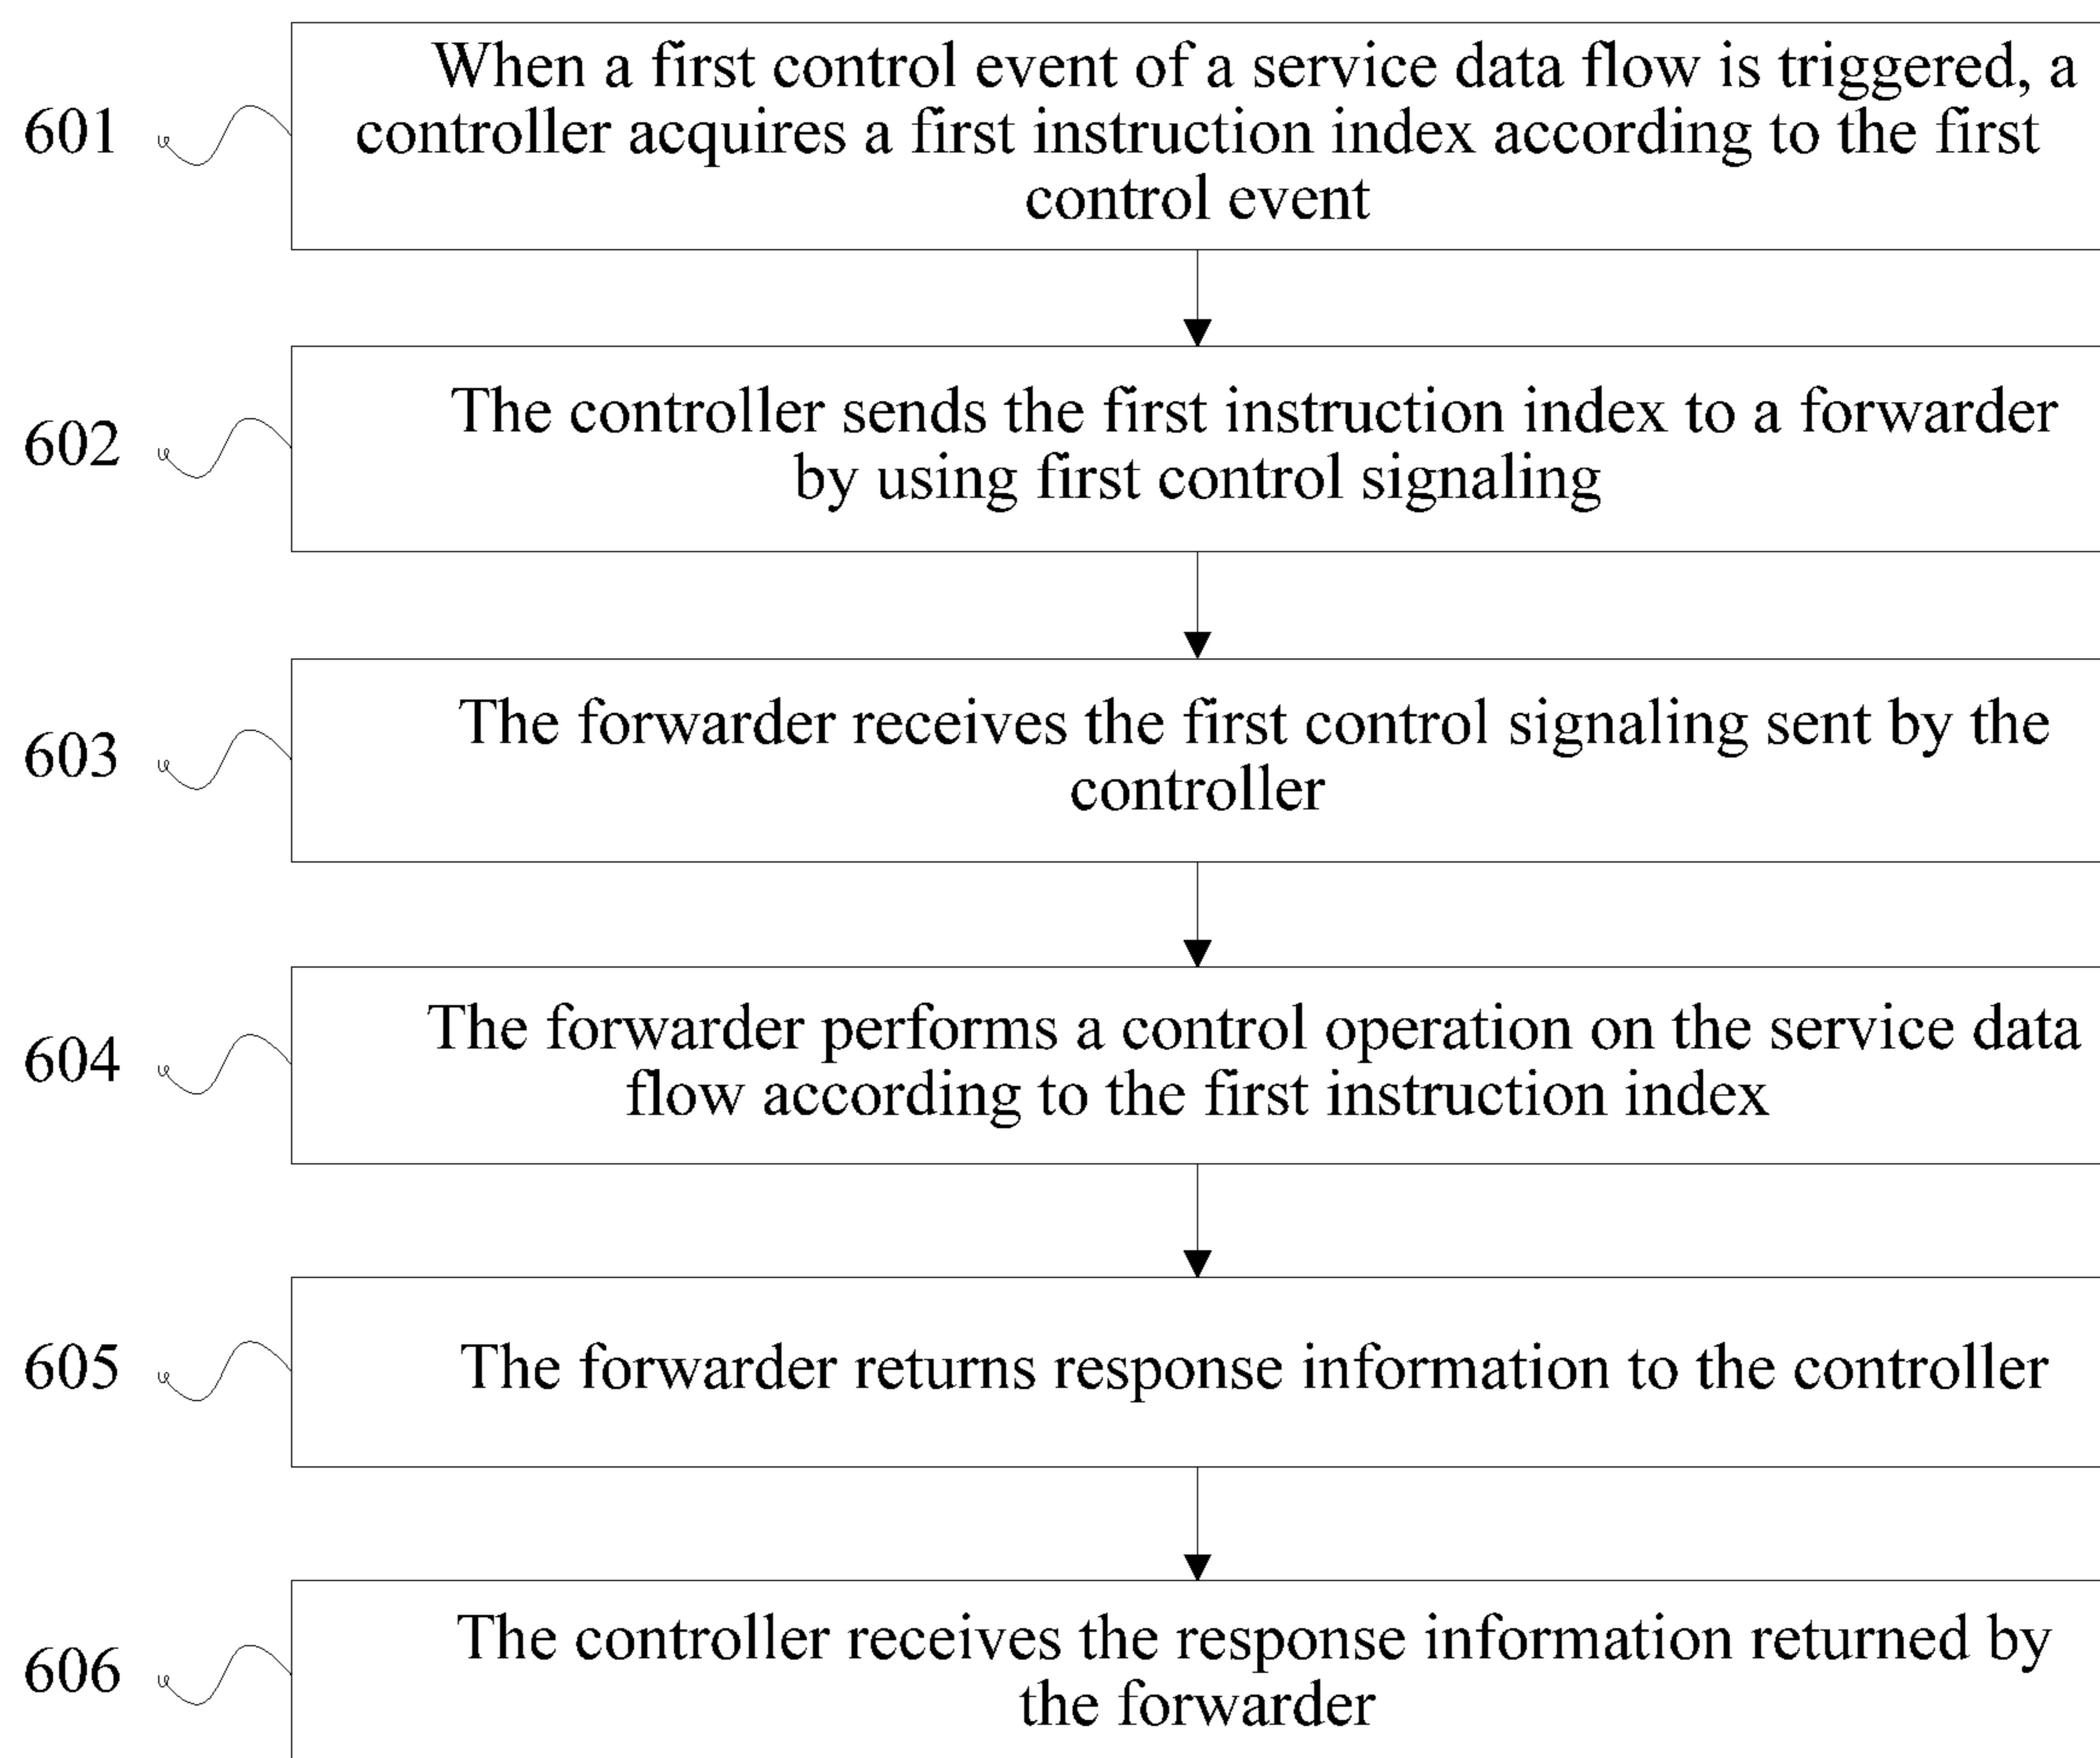 601
When a first control event of a service data flow is triggered, a
controller acquires a first instruction index according to the first
control event
602
The controller sends the first instruction index to a forwarder
by using first control signaling
603
The forwarder receives the first control signaling sent by the
controller
604
The forwarder performs a control operation on the service data
flow according to the first instruction index
605
The forwarder returns response information to the controller
606
The controller receives the response information returned by
the forwarder